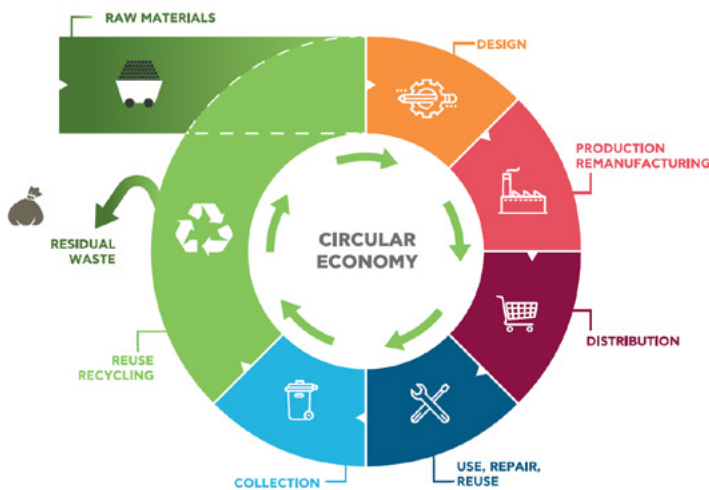 RAW MATERIALS
DESIGN
PRODUCTION
REMANUFACTURING
CIRCULAR
ECONOMY
RESIDUAL
WASTE
DISTRIBUTION
REUSE
RECYCLING
USE, REPAIR,
REUSE
COLLECTION